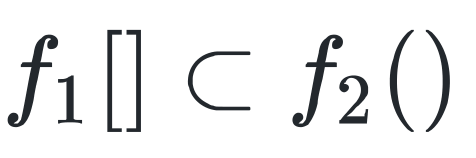 f₁[] ⊂ f₂()